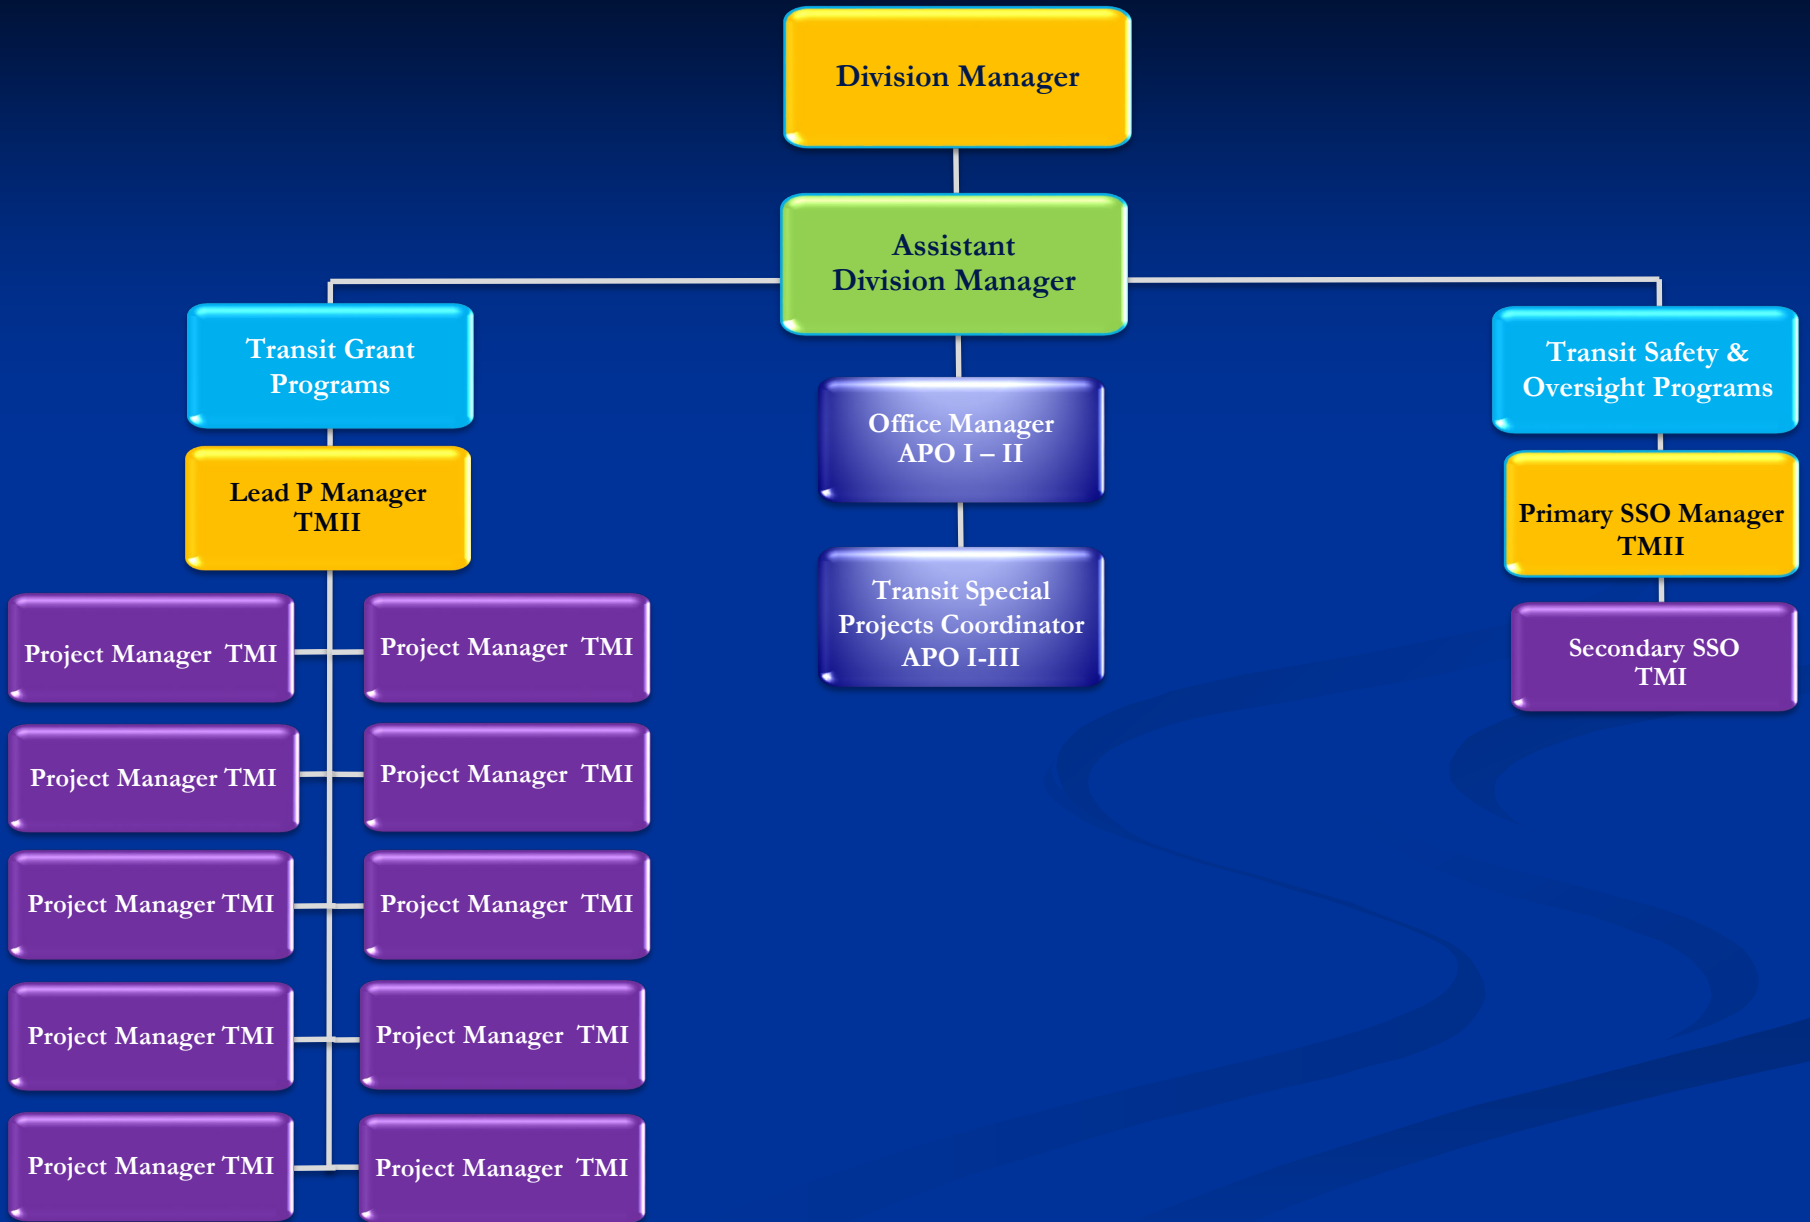 Division Manager
Assistant
Division Manager
Transit Grant
Programs
Lead P Manager
TMII
Project Manager  TMI
Project Manager  TMI
Project Manager TMI
Project Manager  TMI
Project Manager TMI
Project Manager  TMI
Project Manager TMI
Project Manager  TMI
Project Manager TMI
Project Manager  TMI
Office Manager
APO I – II
Transit Special
Projects Coordinator
APO I-III
Transit Safety &
Oversight Programs
Primary SSO Manager
TMII
Secondary SSO
TMI